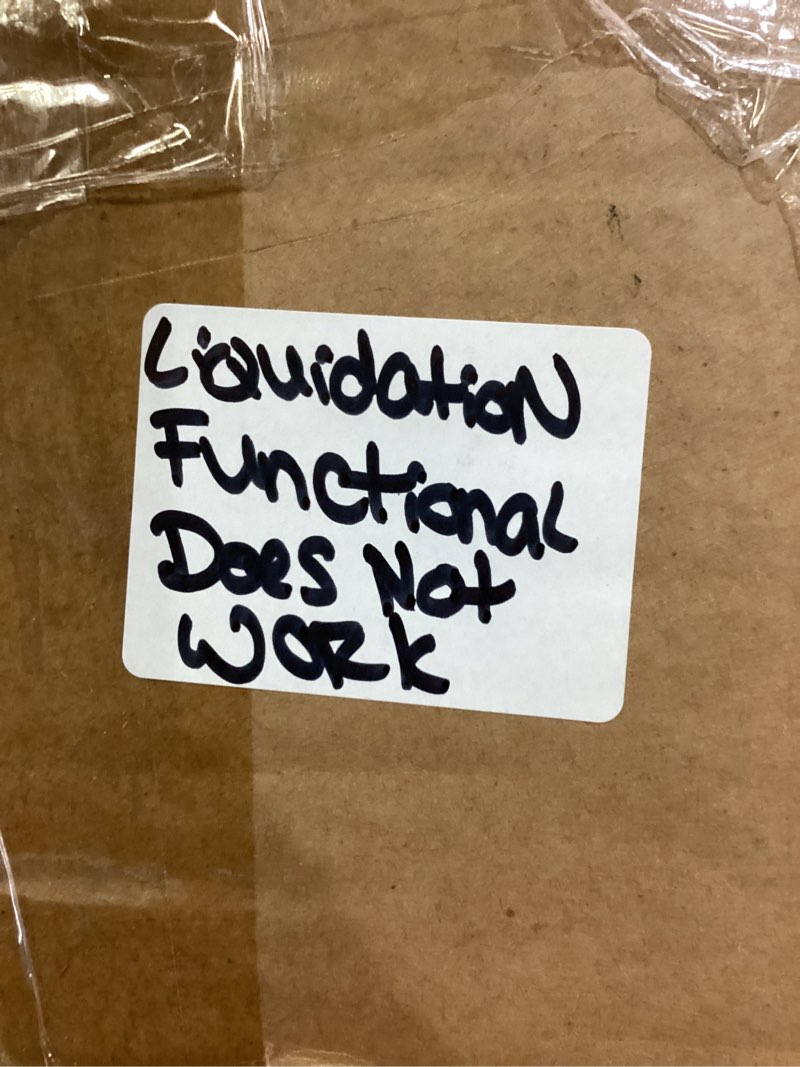 Liquidation
Functional
Does Not
WORK